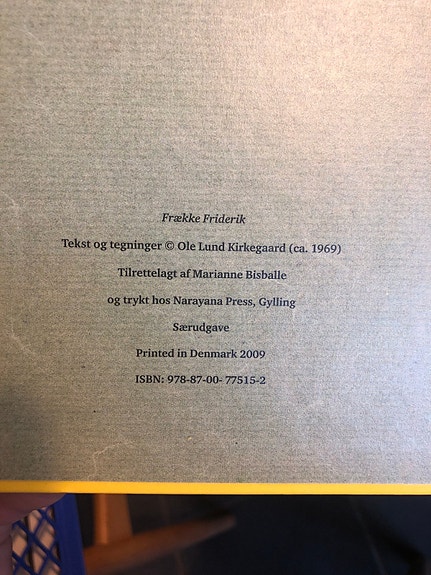 Frække Friderik
Tekst og tegninger © Ole Lund Kirkegaard (ca. 1969)
Tilrettelagt af Marianne Bisballe
og trykt hos Narayana Press, Gylling
Særudgave
Printed in Denmark 2009
ISBN: 978-87-00- 77515-2